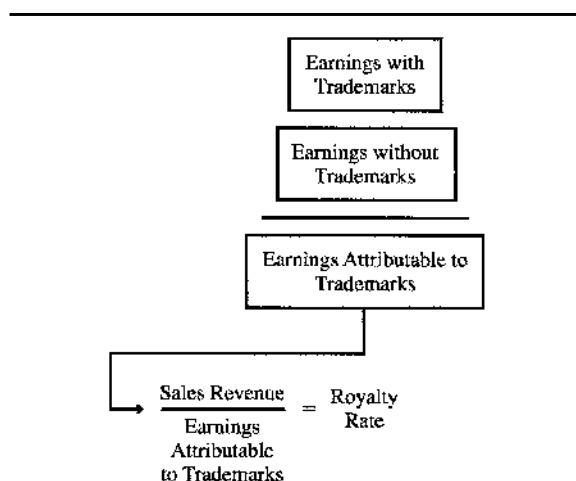 Earnings with
Trademarks
Earnings without
Trademarks
Earnings Attributable to
Trademarks
Sales Revenue
Earnings
Attributable
to Trademarks
=
Royalty
Rate